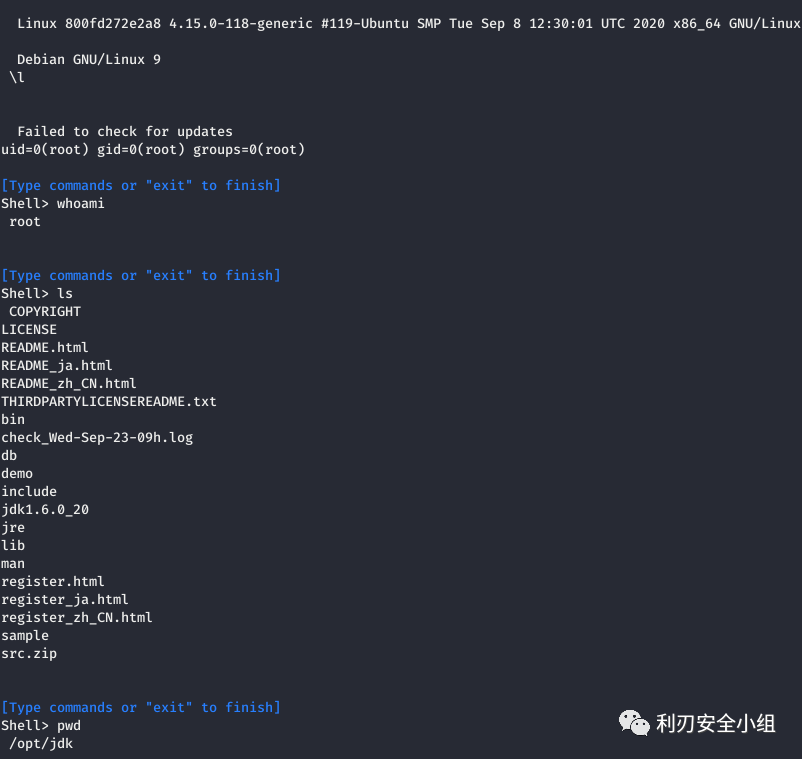 Linux 800fd272e2a8 4.15.0-118-generic #119-Ubuntu SMP Tue Sep 8 12:30:01 UTC 2020 x86_64 GNU/Linux
Debian GNU/Linux 9
\l
Failed to check for updates
uid=0(root) gid=0(root) groups=0(root)
[Type commands or "exit" to finish]
Shell> whoami
root
[Type commands or "exit" to finish]
Shell> ls
COPYRIGHT
LICENSE
README.html
README_ja.html
README_zh_CN.html
THIRDPARTYLICENSEREADME.txt
bin
check_Wed-Sep-23-09h.log
db
demo
include
jdk1.6.0_20
jre
lib
man
register.html
register_ja.html
register_zh_CN.html
sample
src.zip
[Type commands or "exit" to finish]
Shell> pwd
/opt/jdk
利刃安全小组